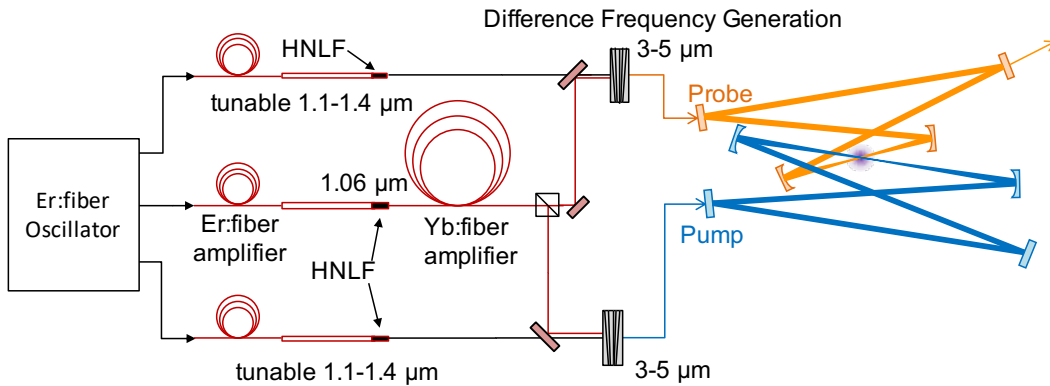 Difference Frequency Generation
HNLF
3-5 µm
tunable 1.1-1.4 µm
Probe
Er:fiber
Oscillator
1.06 µm
Er:fiber
amplifier
Yb:fiber
amplifier
Pump
HNLF
tunable 1.1-1.4 µm
3-5 µm